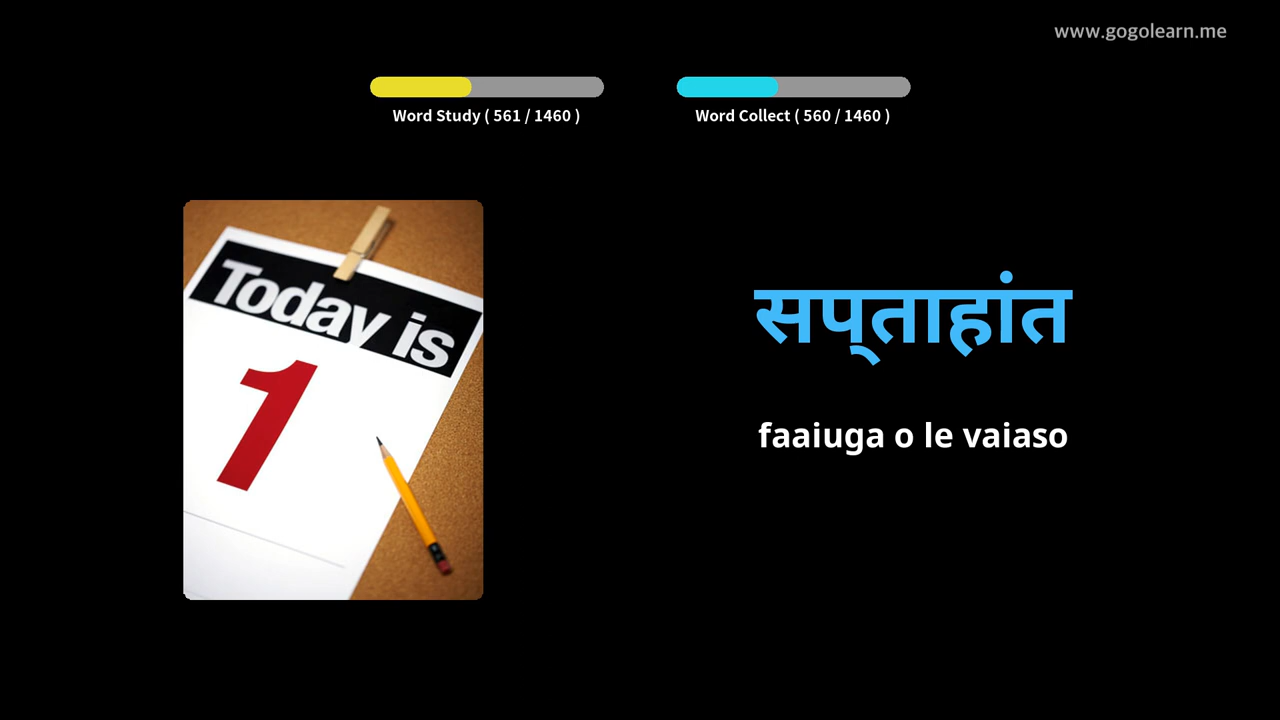 www.gogolearn.me
Word Study ( 561 / 1460 )
Word Collect ( 560 / 1460 )
Today is
1
सप्ताहांत
faaiuga o le vaiaso